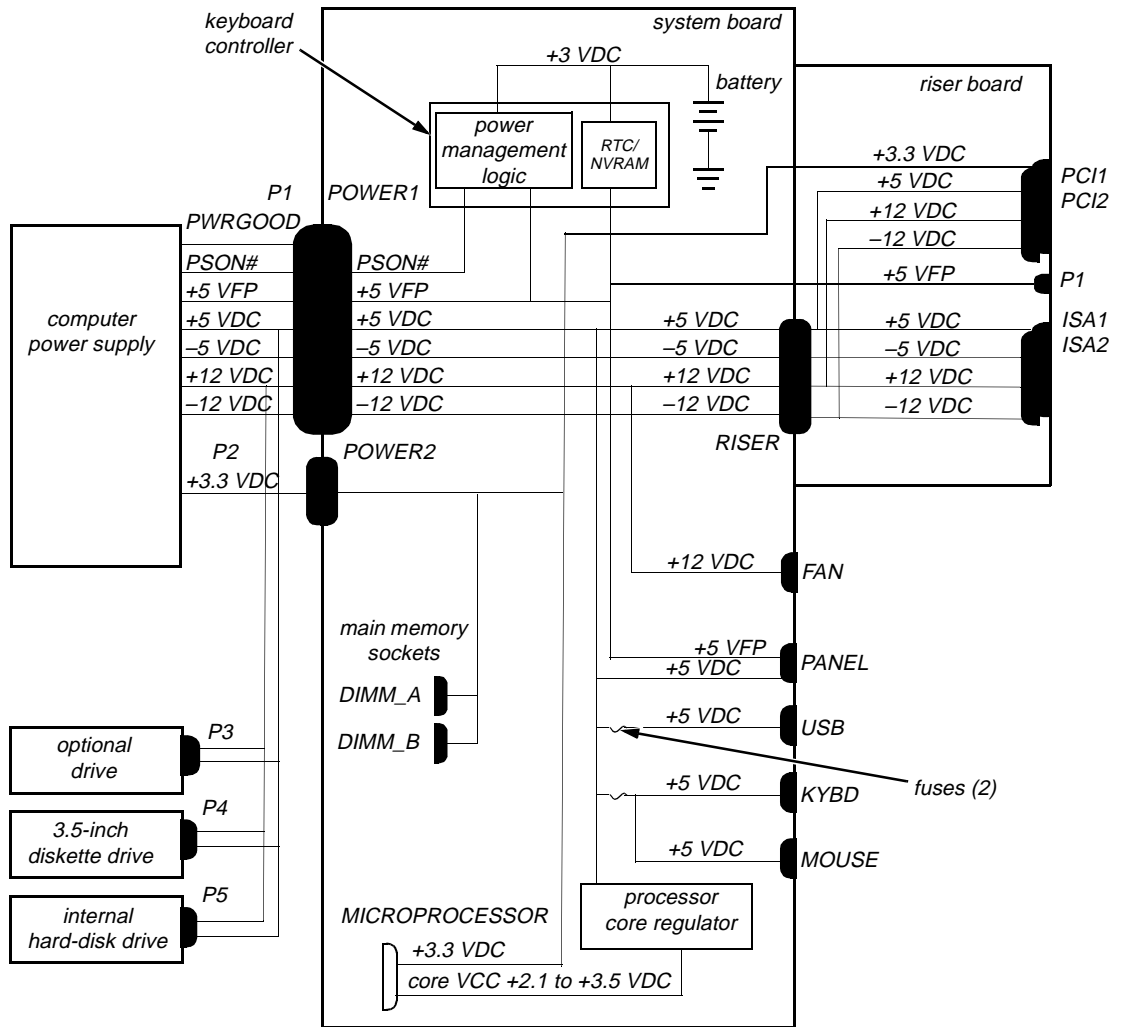 keyboard
controller
system board
+3 VDC
battery
riser board
power
management
logic
RTC/
NVRAM
+3.3 VDC
+5 VDC
+12 VDC
–12 VDC
PCI1
PCI2
P1
POWER1
PWRGOOD
PSON#
+5 VFP
+5 VDC
–5 VDC
+12 VDC
–12 VDC
computer
power supply
PSON#
+5 VFP
+5 VDC
–5 VDC
+12 VDC
–12 VDC
+5 VDC
–5 VDC
+12 VDC
–12 VDC
RISER
+5 VFP
P1
+5 VDC
–5 VDC
+12 VDC
–12 VDC
ISA1
ISA2
P2
+3.3 VDC
POWER2
+12 VDC
FAN
main memory
sockets
DIMM_A
DIMM_B
+5 VFP
+5 VDC
PANEL
+5 VDC
USB
fuses (2)
+5 VDC
KYBD
+5 VDC
MOUSE
optional
drive
P3
3.5-inch
diskette drive
P4
internal
hard-disk drive
P5
processor
core regulator
MICROPROCESSOR
+3.3 VDC
core VCC +2.1 to +3.5 VDC